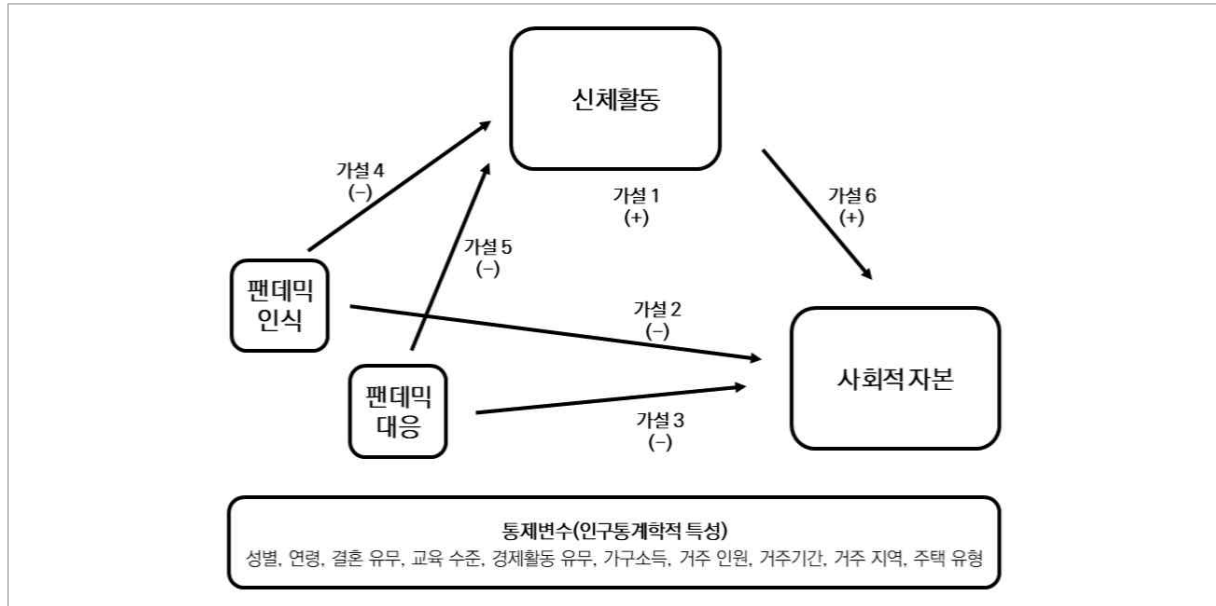 신체활동
가설 4
(−)
가설 1
(+)
가설 6
(+)
가설 5
(−)
팬데믹
인식
가설 2
(−)
사회적 자본
팬데믹
대응
가설 3
(−)
통제변수(인구통계학적 특성)
성별, 연령, 결혼 유무, 교육 수준, 경제활동 유무, 가구소득, 거주 인원, 거주기간, 거주 지역, 주택 유형